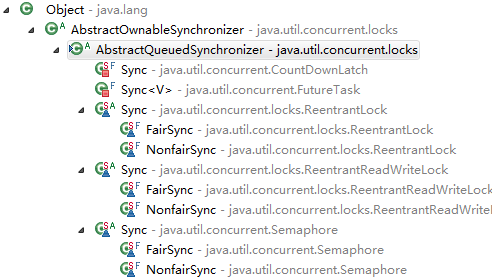 Object - java.lang
AbstractOwnableSynchronizer - java.util.concurrent.locks
AbstractQueuedSynchronizer - java.util.concurrent.locks
Sync - java.util.concurrent.CountDownLatch
Sync<V> - java.util.concurrent.FutureTask
Sync - java.util.concurrent.locks.ReentrantLock
FairSync - java.util.concurrent.locks.ReentrantLock
NonfairSync - java.util.concurrent.locks.ReentrantLock
Sync - java.util.concurrent.locks.ReentrantReadWriteLock
FairSync - java.util.concurrent.locks.ReentrantReadWriteLock
NonfairSync - java.util.concurrent.locks.ReentrantReadWriteL
Sync - java.util.concurrent.Semaphore
FairSync - java.util.concurrent.Semaphore
NonfairSync - java.util.concurrent.Semaphore